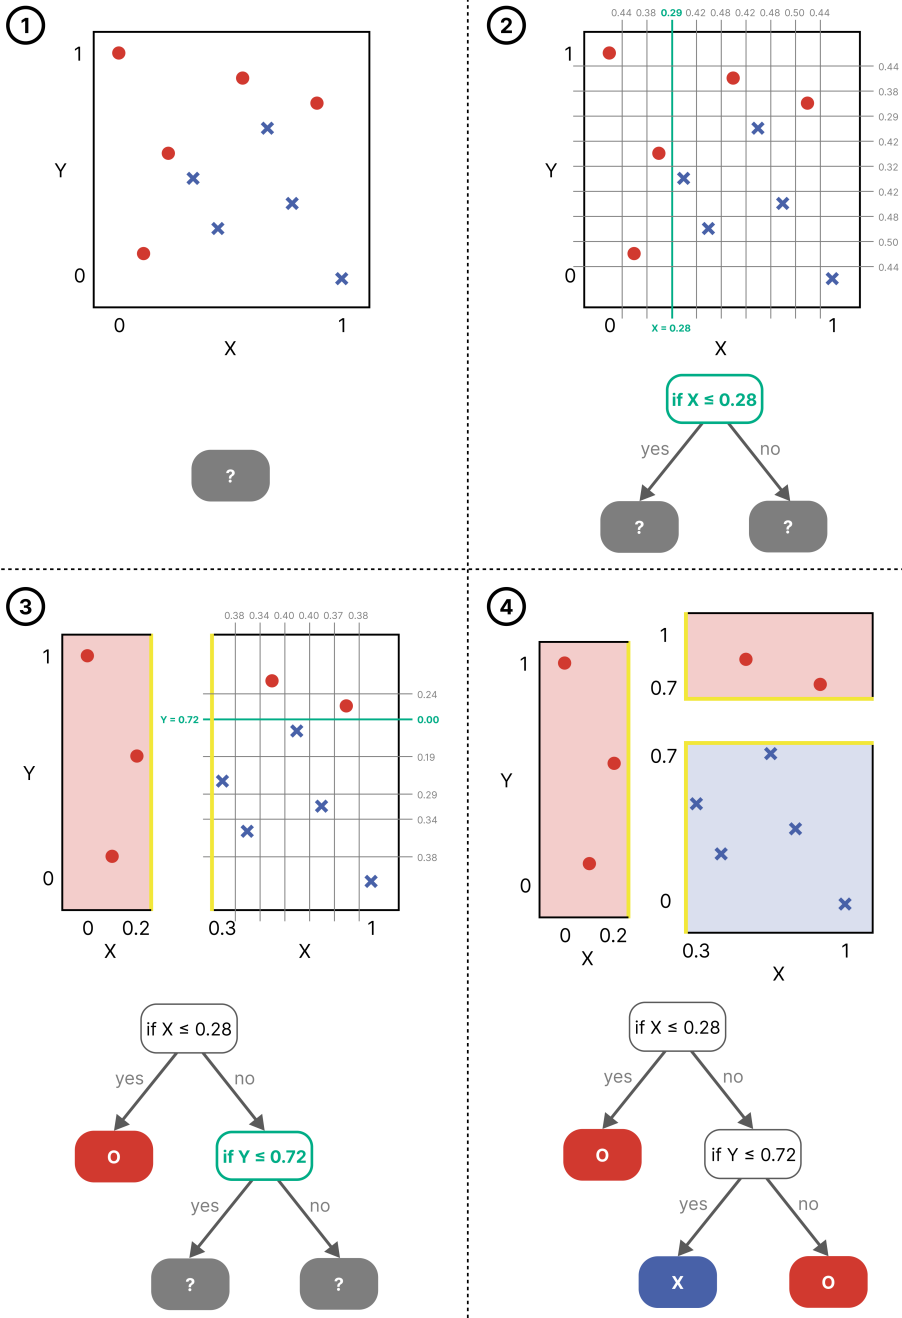 1
1
Y
0
0 1
X
?
2
0.44 0.38 0.29 0.42 0.48 0.42 0.48 0.50 0.44
1
0.44
0.38
0.29
0.42
0.32
Y
0.42
0.48
0.50
0.44
0
0 X = 0.28 1
X
if X ≤ 0.28
yes no
? ?
3
0.38 0.34 0.40 0.40 0.37 0.38
1
0.24
Y = 0.72 0.00
0.19
Y
0.29
0.34
0.38
0
0 0.2 0.3 1
X X
if X ≤ 0.28
yes no
O if Y ≤ 0.72
yes no
? ?
4
1 1
0.7
0.7
Y
0 0
0 0.2 0.3 1
X X
if X ≤ 0.28
yes no
O if Y ≤ 0.72
yes no
X O